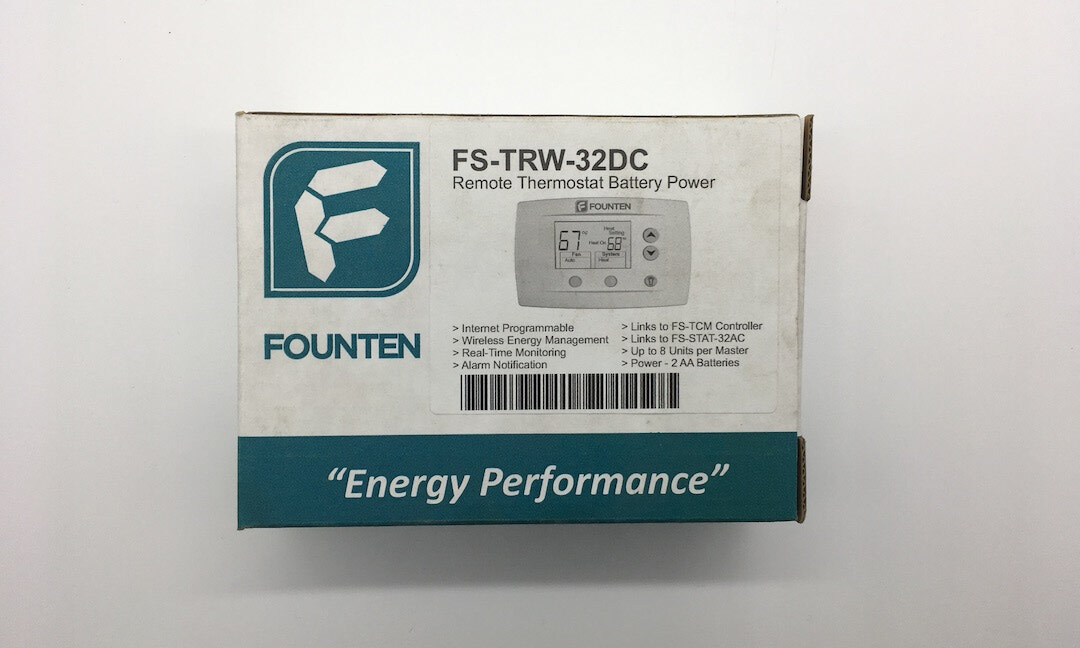 FS-TRW-32DC
Remote Thermostat Battery Power
FOUNTEN
67
Heat
Setting
Heat On 68
Fan
Auto
System
Heat
FOUNTEN
> Internet Programmable
> Wireless Energy Management
> Real-Time Monitoring
> Alarm Notification
> Links to FS-TCM Controller
> Links to FS-STAT-32AC
> Up to 8 Units per Master
> Power - 2 AA Batteries
“Energy Performance”